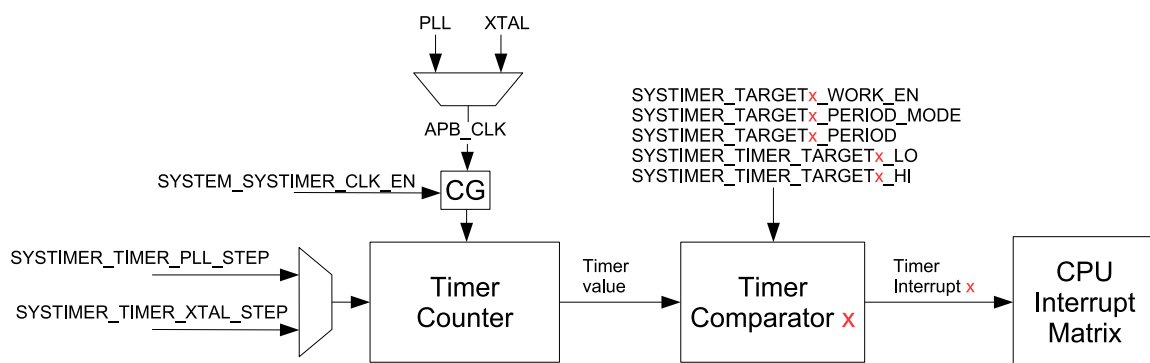 PLL
XTAL
APB_CLK
SYSTEM_SYSTIMER_CLK_EN
CG
SYSTIMER_TARGETx_WORK_EN
SYSTIMER_TARGETx_PERIOD_MODE
SYSTIMER_TARGETx_PERIOD
SYSTIMER_TIMER_TARGETx_LO
SYSTIMER_TIMER_TARGETx_HI
SYSTIMER_TIMER_PLL_STEP
SYSTIMER_TIMER_XTAL_STEP
Timer
Counter
Timer
value
Timer
Comparator x
Timer
Interrupt x
CPU
Interrupt
Matrix